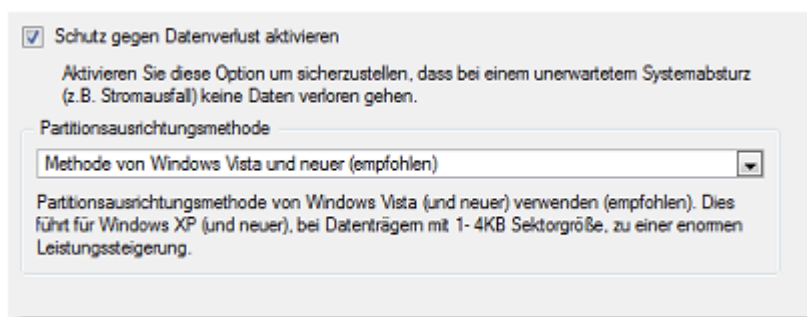 Schutz gegen Datenverlust aktivieren
Aktivieren Sie diese Option um sicherzustellen, dass bei einem unerwartetem Systemabsturz
(z.B. Stromausfall) keine Daten verloren gehen.
Partitionsausrichtungsmethode
Methode von Windows Vista und neuer (empfohlen)
Partitionsausrichtungsmethode von Windows Vista (und neuer) verwenden (empfohlen). Dies
führt für Windows XP (und neuer), bei Datenträgern mit 1- 4KB Sektorgröße, zu einer enormen
Leistungssteigerung.